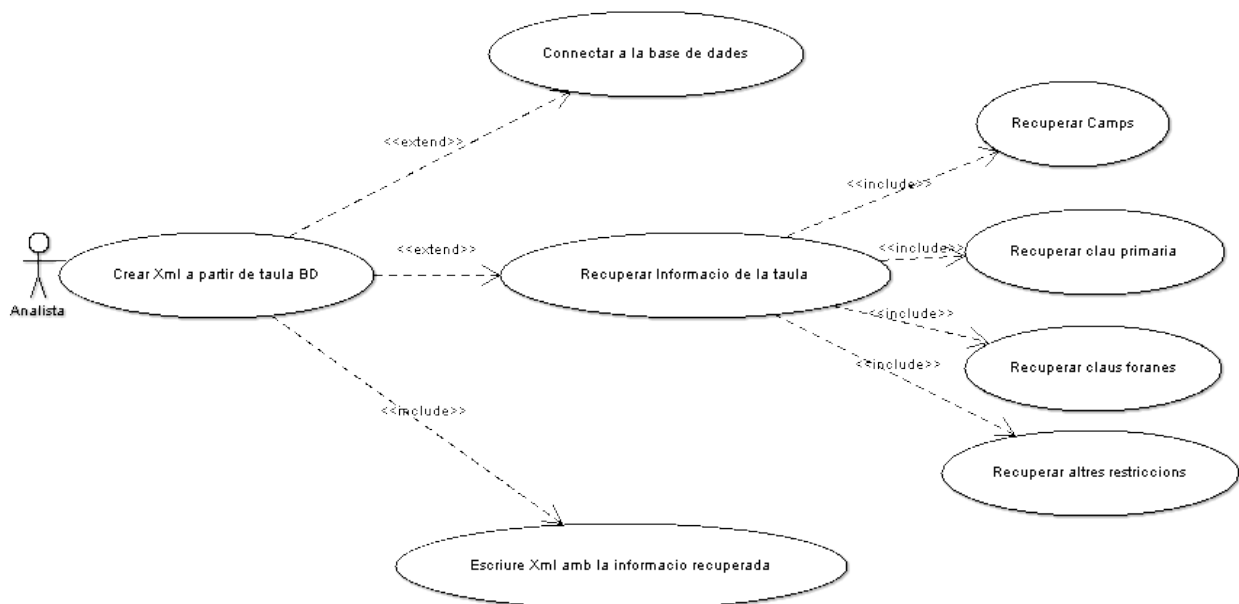 Connectar a la base de dades
Recuperar Camps
<<extend>>
<<include>>
<<extend>>
<<include>>
Recuperar clau primaria
Crear Xml a partir de taula BD
Recuperar Informacio de la taula
Analista
<<include>>
<<include>>
Recuperar claus foranes
<<include>>
Recuperar altres restriccions
Escriure Xml amb la informacio recuperada